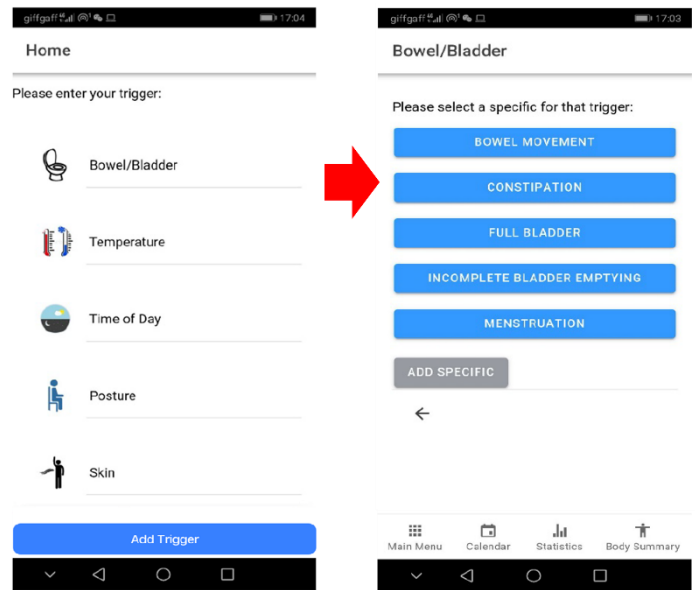 giffgaff 17:04
Home
Please enter your trigger:
Bowel/Bladder
Temperature
Time of Day
Posture
Skin
Add Trigger
giffgaff 17:03
Bowel/Bladder
Please select a specific for that trigger:
BOWEL MOVEMENT
CONSTIPATION
FULL BLADDER
INCOMPLETE BLADDER EMPTYING
MENSTRUATION
ADD SPECIFIC
Main Menu Calendar Statistics Body Summary